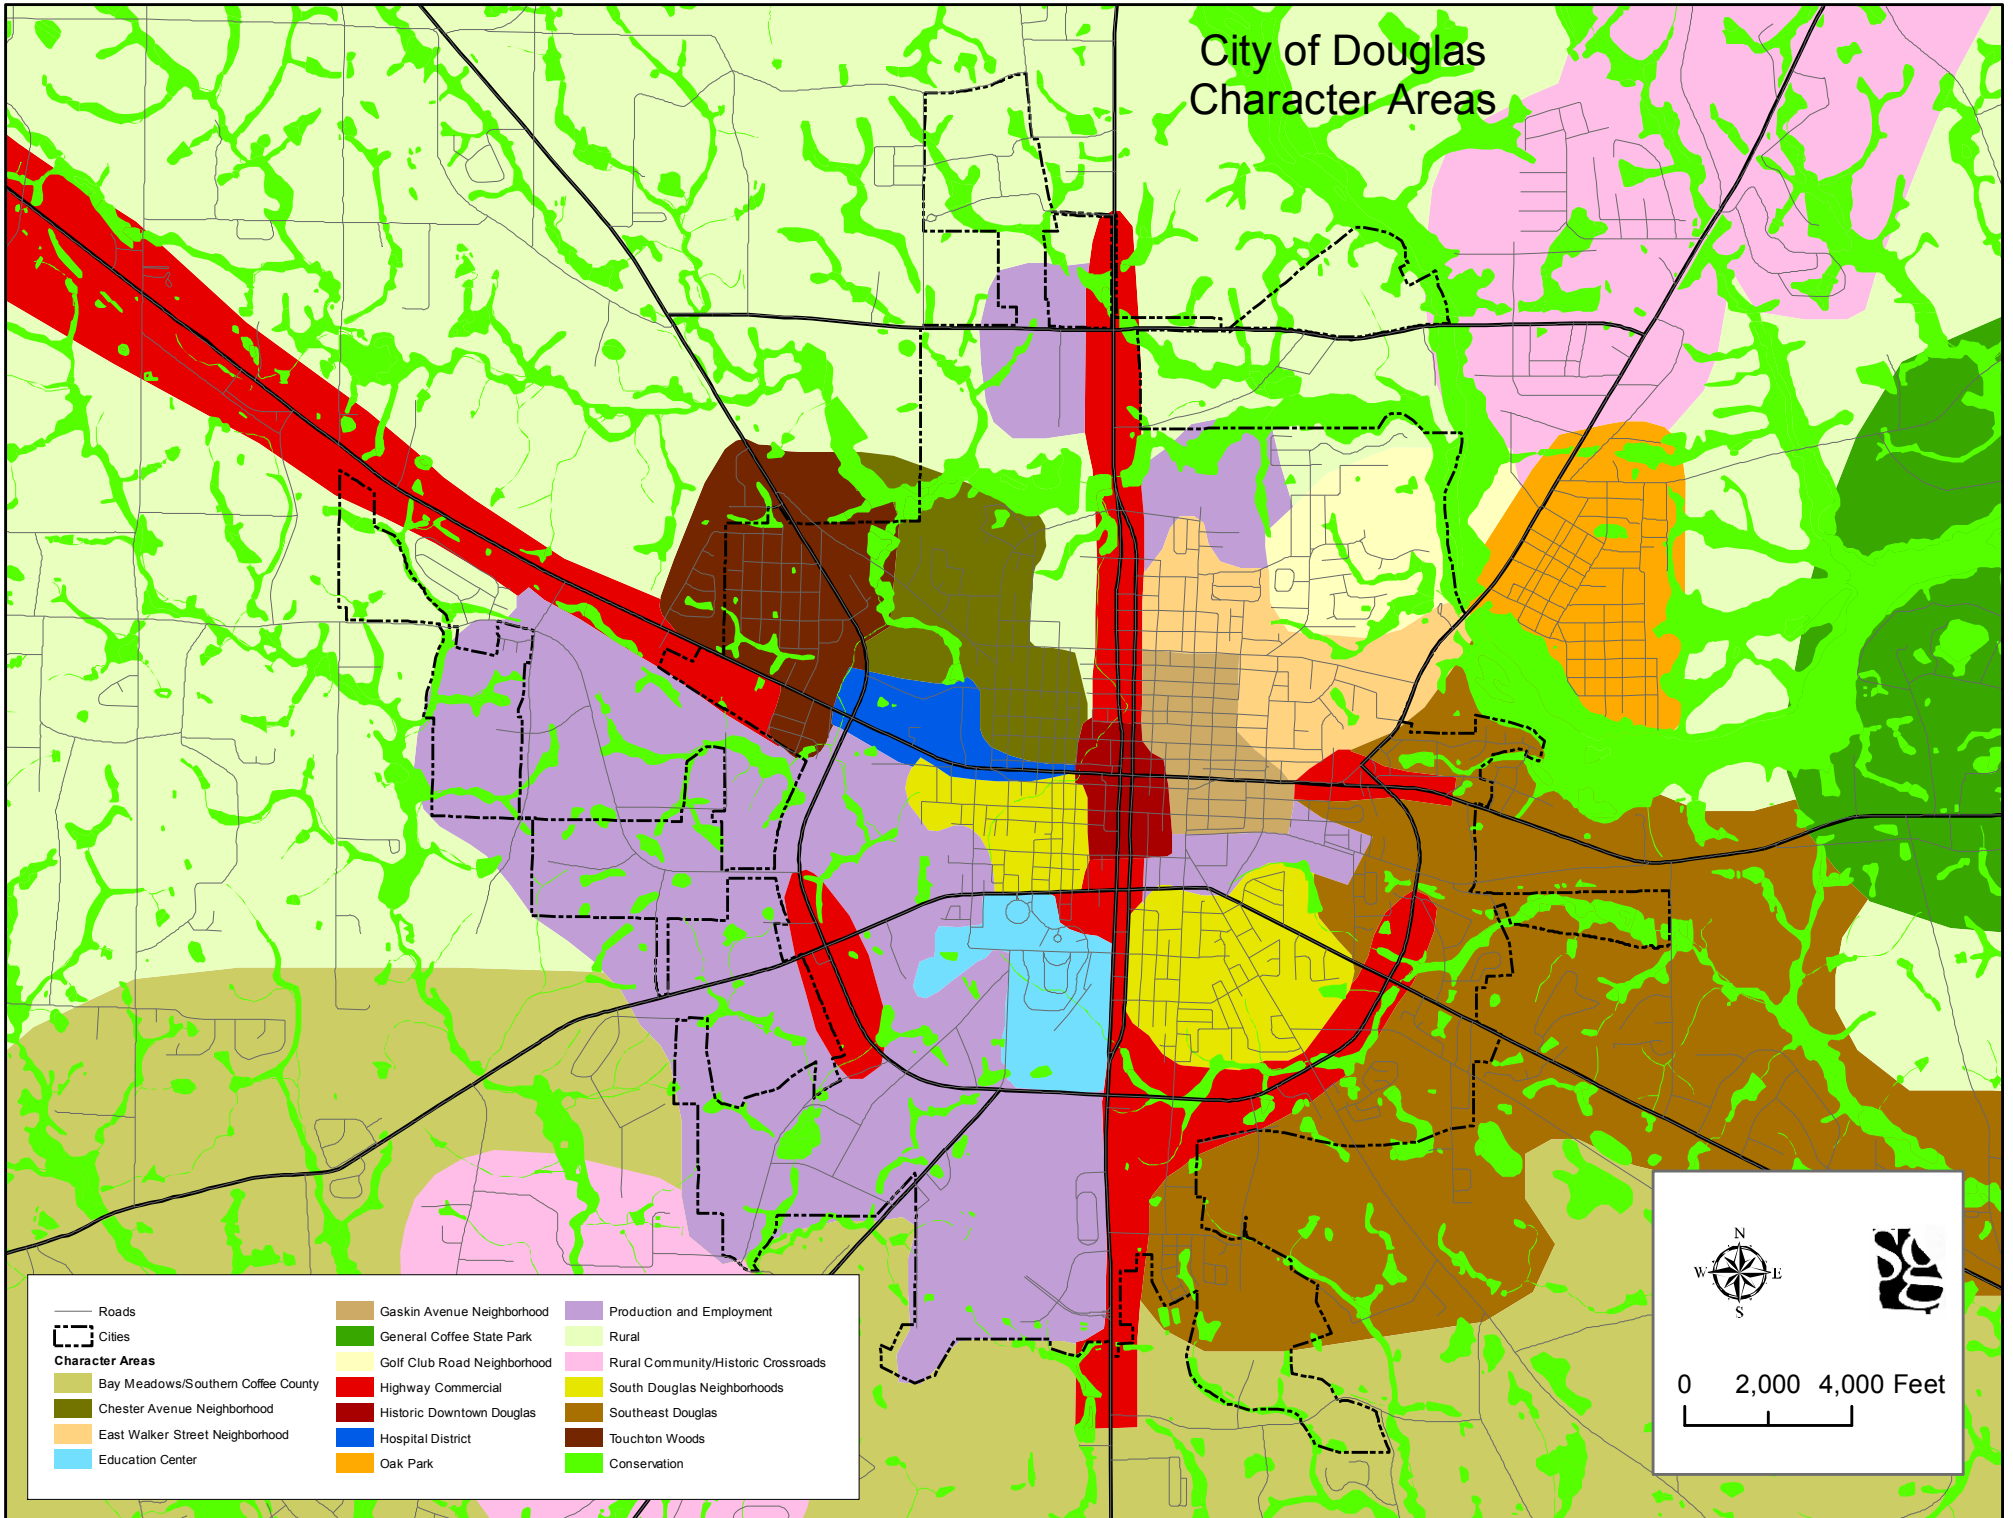 City of Douglas
Character Areas
Roads
Cities
Character Areas
Bay Meadows/Southern Coffee County
Chester Avenue Neighborhood
East Walker Street Neighborhood
Education Center
Gaskin Avenue Neighborhood
General Coffee State Park
Golf Club Road Neighborhood
Highway Commercial
Historic Downtown Douglas
Hospital District
Oak Park
Production and Employment
Rural
Rural Community/Historic Crossroads
South Douglas Neighborhoods
Southeast Douglas
Touchton Woods
Conservation
N
W E
S
0 2,000 4,000 Feet